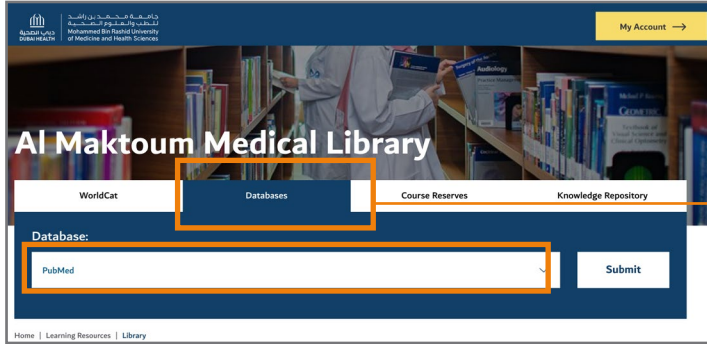 دبي الصحية
DUBAI HEALTH
جامعة محمد بن راشد
للطب والعلوم الصحية
Mohammed Bin Rashid University
of Medicine and Health Sciences
My Account →
Audiology
Al Maktoum Medical Library
WorldCat
Databases
Course Reserves
Knowledge Repository
Database:
PubMed
Submit
Home | Learning Resources | Library